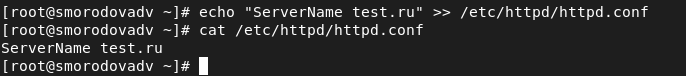 [root@smorodovadv ~]# echo "ServerName test.ru" >> /etc/httpd/httpd.conf
[root@smorodovadv ~]# cat /etc/httpd/httpd.conf
ServerName test.ru
[root@smorodovadv ~]#